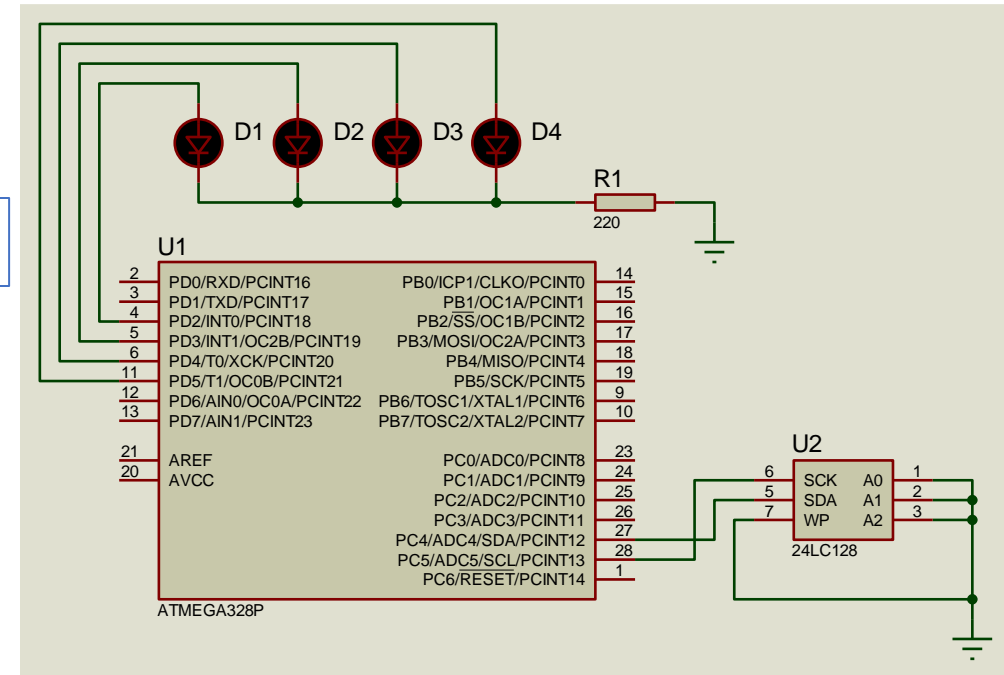 D1 D2 D3 D4
R1
220
U1
2 PD0/RXD/PCINT16 PB0/ICP1/CLKO/PCINT0 14
3 PD1/TXD/PCINT17 PB1/OC1A/PCINT1 15
4 PD2/INT0/PCINT18 PB2/SS/OC1B/PCINT2 16
5 PD3/INT1/OC2B/PCINT19 PB3/MOSI/OC2A/PCINT3 17
6 PD4/T0/XCK/PCINT20 PB4/MISO/PCINT4 18
11 PD5/T1/OC0B/PCINT21 PB5/SCK/PCINT5 19
12 PD6/AIN0/OC0A/PCINT22 PB6/TOSC1/XTAL1/PCINT6 9
13 PD7/AIN1/PCINT23 PB7/TOSC2/XTAL2/PCINT7 10
21 AREF PC0/ADC0/PCINT8 23
20 AVCC PC1/ADC1/PCINT9 24
PC2/ADC2/PCINT10 25
PC3/ADC3/PCINT11 26
PC4/ADC4/SDA/PCINT12 27
PC5/ADC5/SCL/PCINT13 28
PC6/RESET/PCINT14 1
ATMEGA328P
U2
6 SCK A0 1
5 SDA A1 2
7 WP A2 3
24LC128